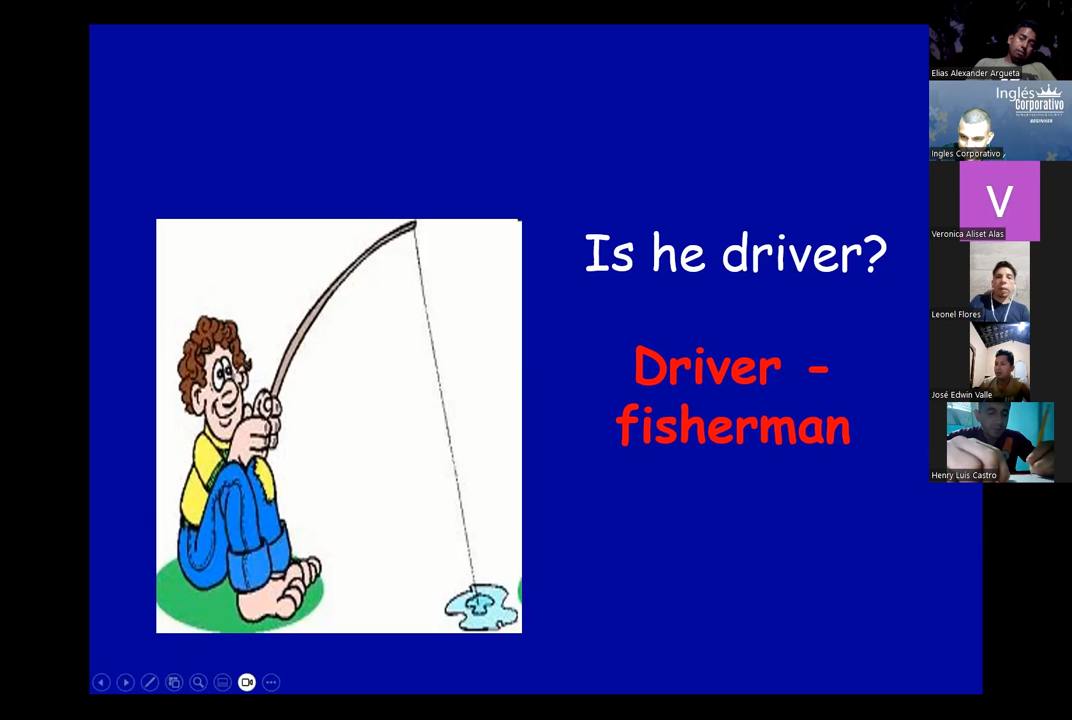 Is he driver?
Driver -
fisherman
Elias Alexander Argueta
Inglés
Corporativo
BEGINNER
Ingles Corporativo
V
Veronica Aliset Alas
Leonel Flores
José Edwin Valle
Henry Luis Castro